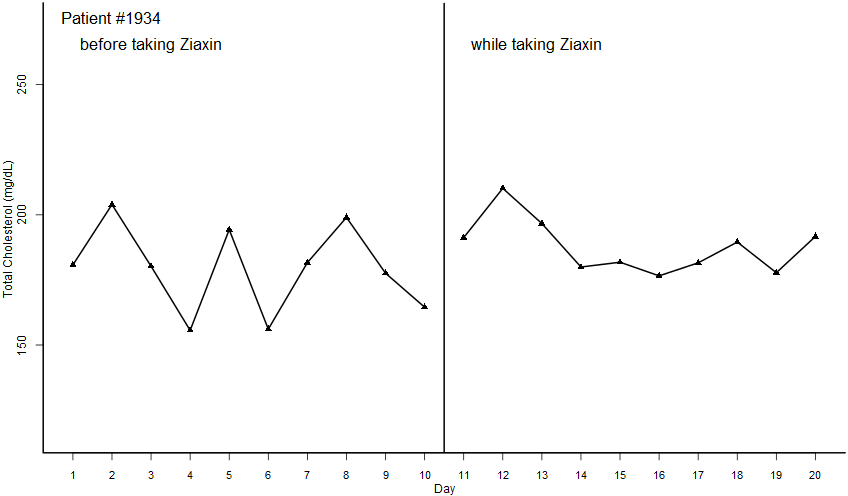 Patient #1934
before taking Ziaxin
while taking Ziaxin
250
200
150
Total Cholesterol (mg/dL)
1 2 3 4 5 6 7 8 9 10 11 12 13 14 15 16 17 18 19 20
Day